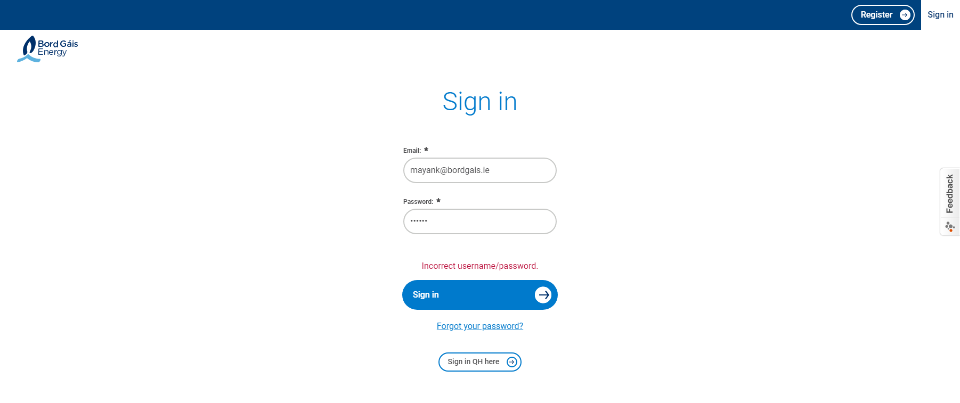 Register
Sign in
Bord Gáis
Energy
Sign in
Email: *
mayank@bordgais.ie
Password: *
••••••
Feedback
Incorrect username/password.
Sign in
Forgot your password?
Sign in QH here